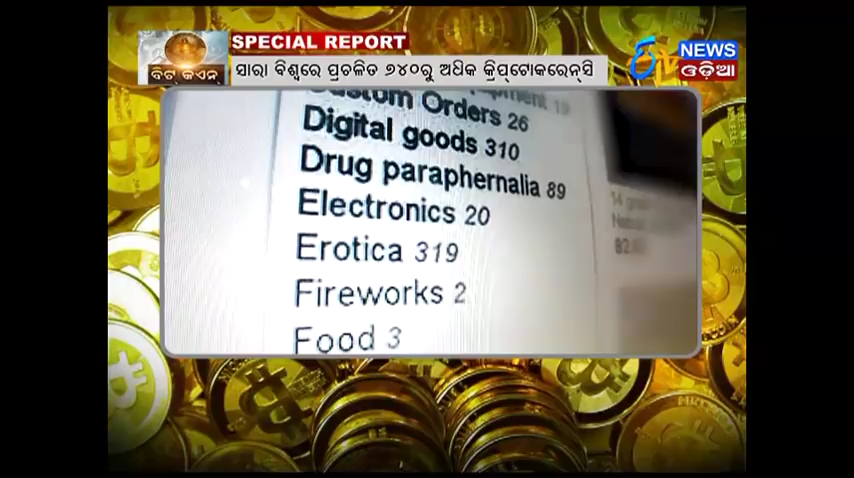 SPECIAL REPORT
ବିଟ୍ କଏନ୍
ସାରା ବିଶ୍ୱରେ ପ୍ରଚଳିତ ୭୪୦ରୁ ଅଧିକ କ୍ରିପ୍ଟୋକରେନ୍ସି
ETV NEWS
ଓଡ଼ିଆ
Custom Orders 26
Digital goods 310
Drug paraphernalia 89
Electronics 20
Erotica 319
Fireworks 2
Food 3